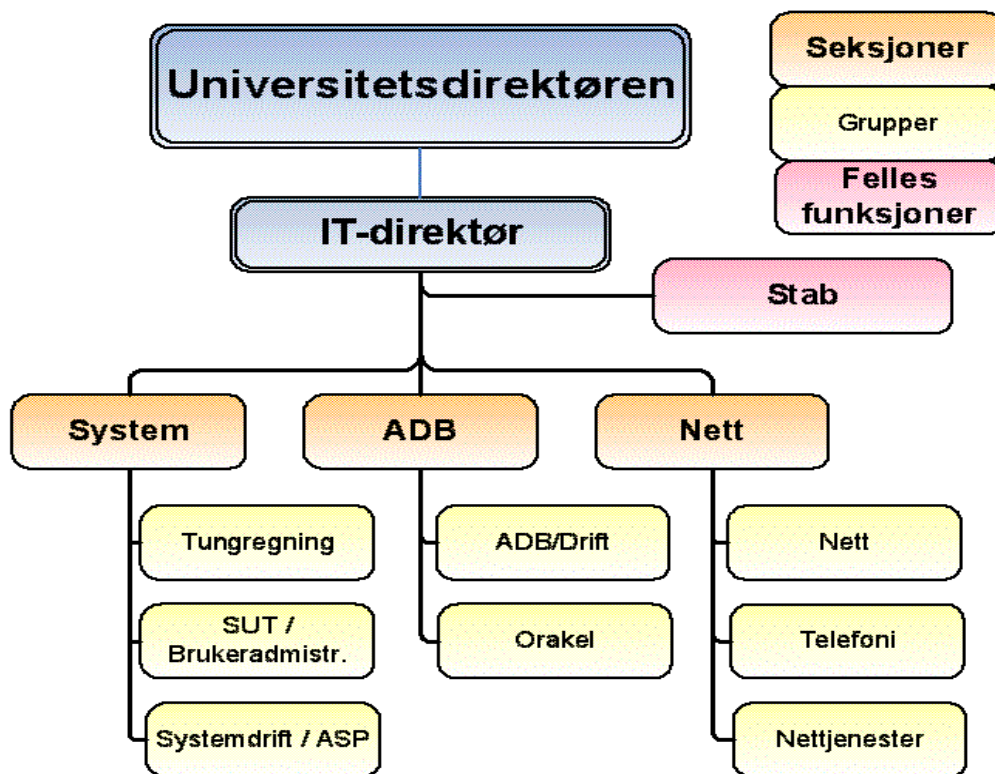 Universitetsdirektøren
Seksjoner
Grupper
Felles
funksjoner
IT-direktør
Stab
System
ADB
Nett
Tungregning
ADB/Drift
Nett
SUT /
Brukeradmistr.
Orakel
Telefoni
Systemdrift / ASP
Nettjenester